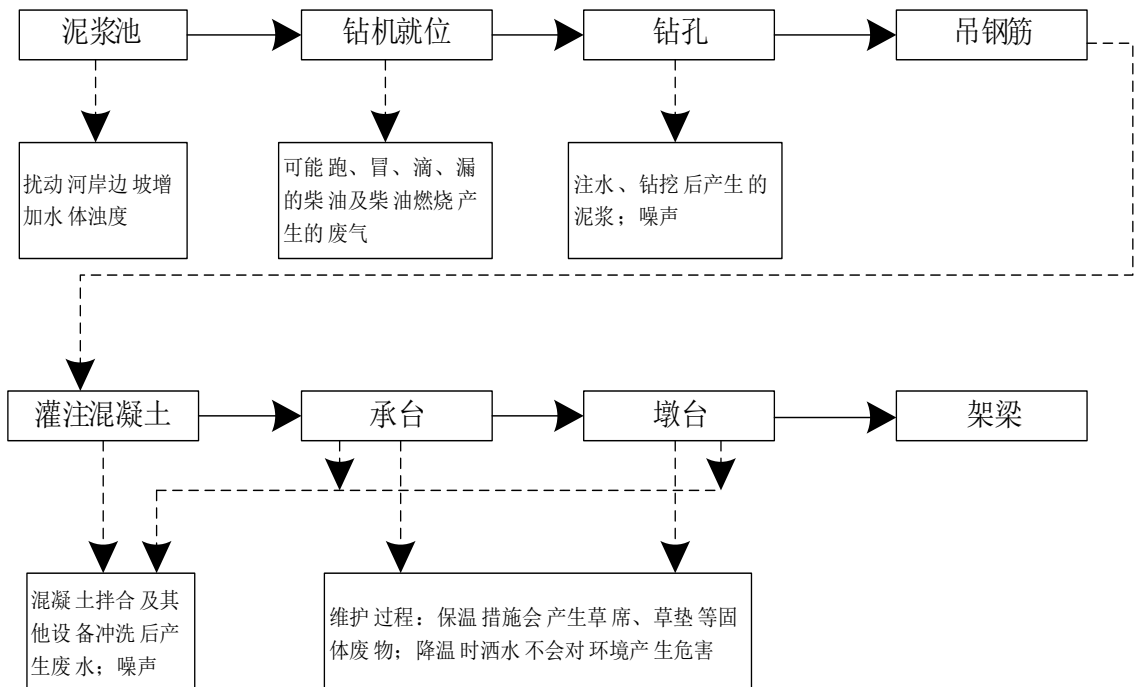 泥浆池
钻机就位
钻孔
吊钢筋
扰动河岸边坡增
加水体浊度
可能跑、冒、滴、漏
的柴油及柴油燃烧产
生的废气
注水、钻挖后产生的
泥浆；噪声
灌注混凝土
承台
墩台
架梁
混凝土拌合及其
他设备冲洗后产
生废水；噪声
维护过程：保温措施会产生草席、草垫等固
体废物；降温时洒水不会对环境产生危害